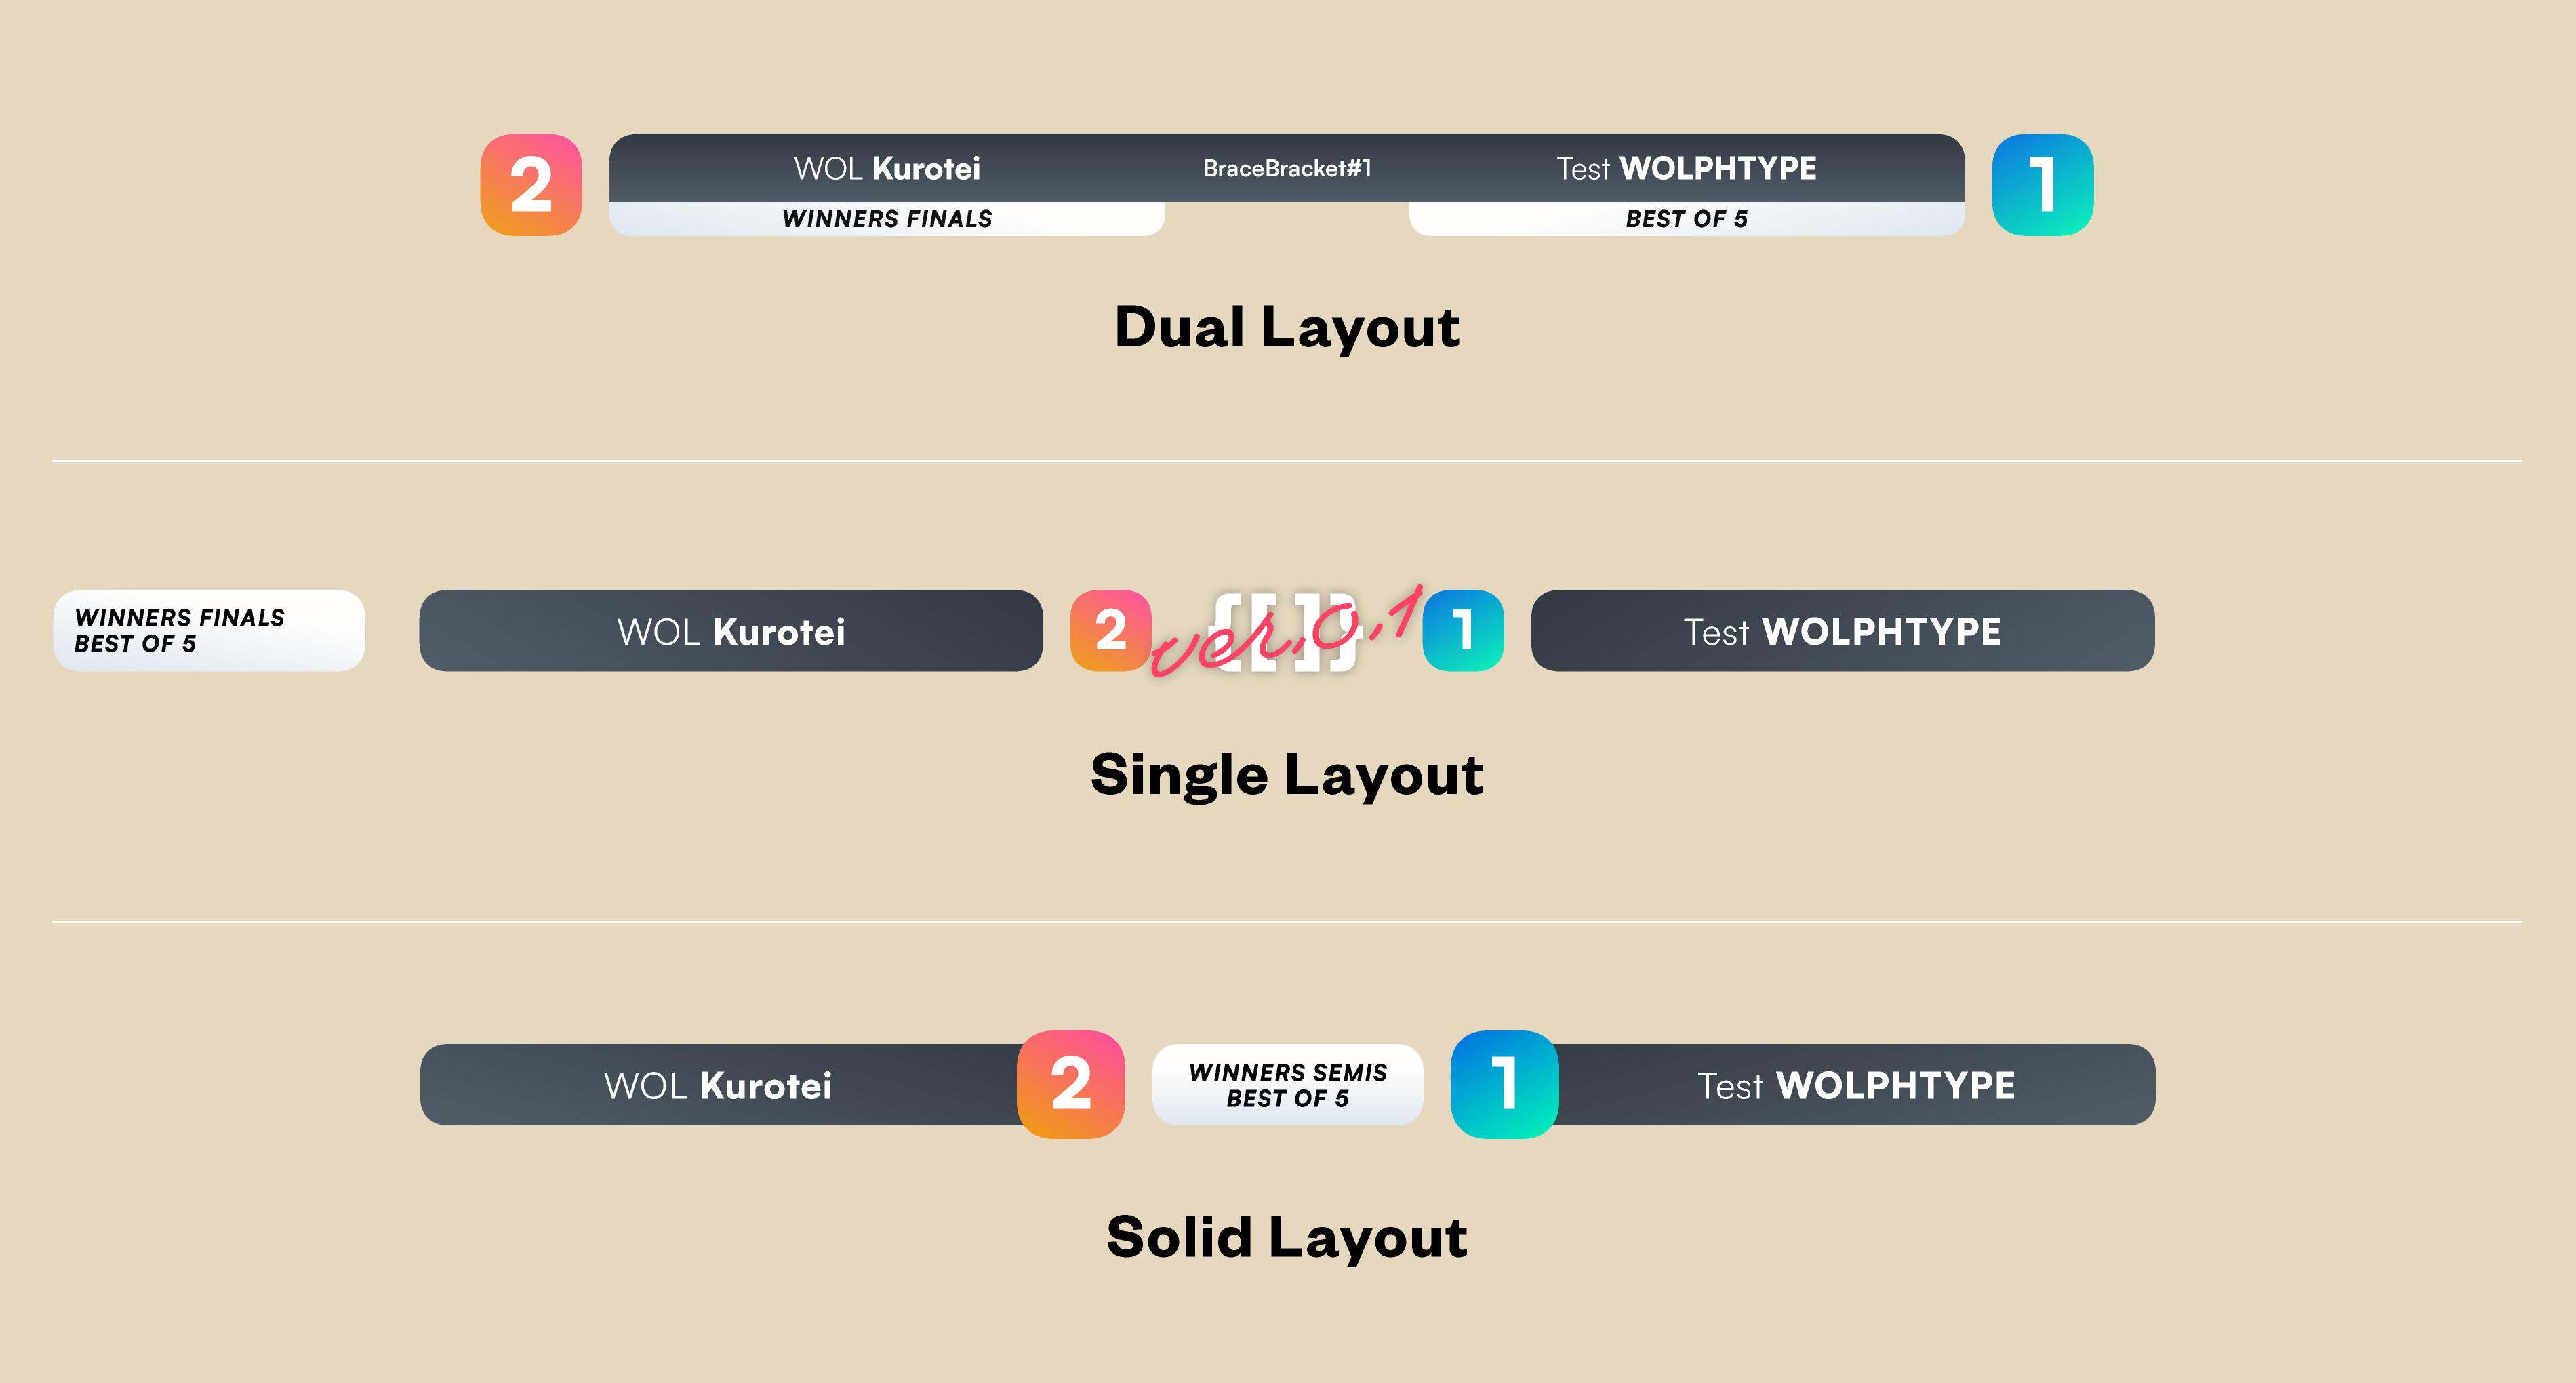 2
WOL Kurotei
BraceBracket#1
Test WOLPHTYPE
1
WINNERS FINALS
BEST OF 5
Dual Layout
WINNERS FINALS
BEST OF 5
WOL Kurotei
2
{[]}
ver.0.1
1
Test WOLPHTYPE
Single Layout
WOL Kurotei
2
WINNERS SEMIS
BEST OF 5
1
Test WOLPHTYPE
Solid Layout